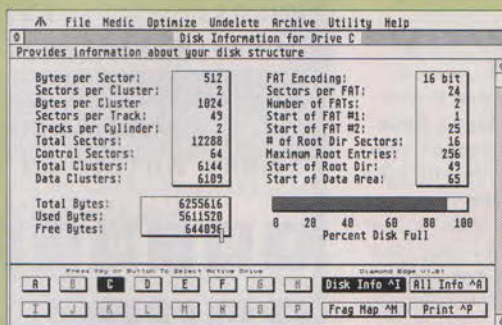 File Medic Optimize Undelete Archive Utility Help
Disk Information for Drive C
Provides information about your disk structure
Bytes per Sector: 512
Sectors per Cluster: 2
Bytes per Cluster 1024
Sectors per Track: 49
Tracks per Cylinder: 2
Total Sectors: 12288
Control Sectors: 64
Total Clusters: 6144
Data Clusters: 6109
Total Bytes: 6255616
Used Bytes: 5611520
Free Bytes: 644096
FAT Encoding: 16 bit
Sectors per FAT: 24
Number of FATs: 2
Start of FAT #1: 1
Start of FAT #2: 25
# of Root Dir Sectors: 16
Maximum Root Entries: 256
Start of Root Dir: 49
Start of Data Area: 65
0 20 40 60 80 100
Percent Disk Full
Press Key or Button To Select Active Drive
Diamond Edge V1.01
A B C D E F G H Disk Info ^I All Info ^A
I J K L M N O P Frag Map ^M Print ^P